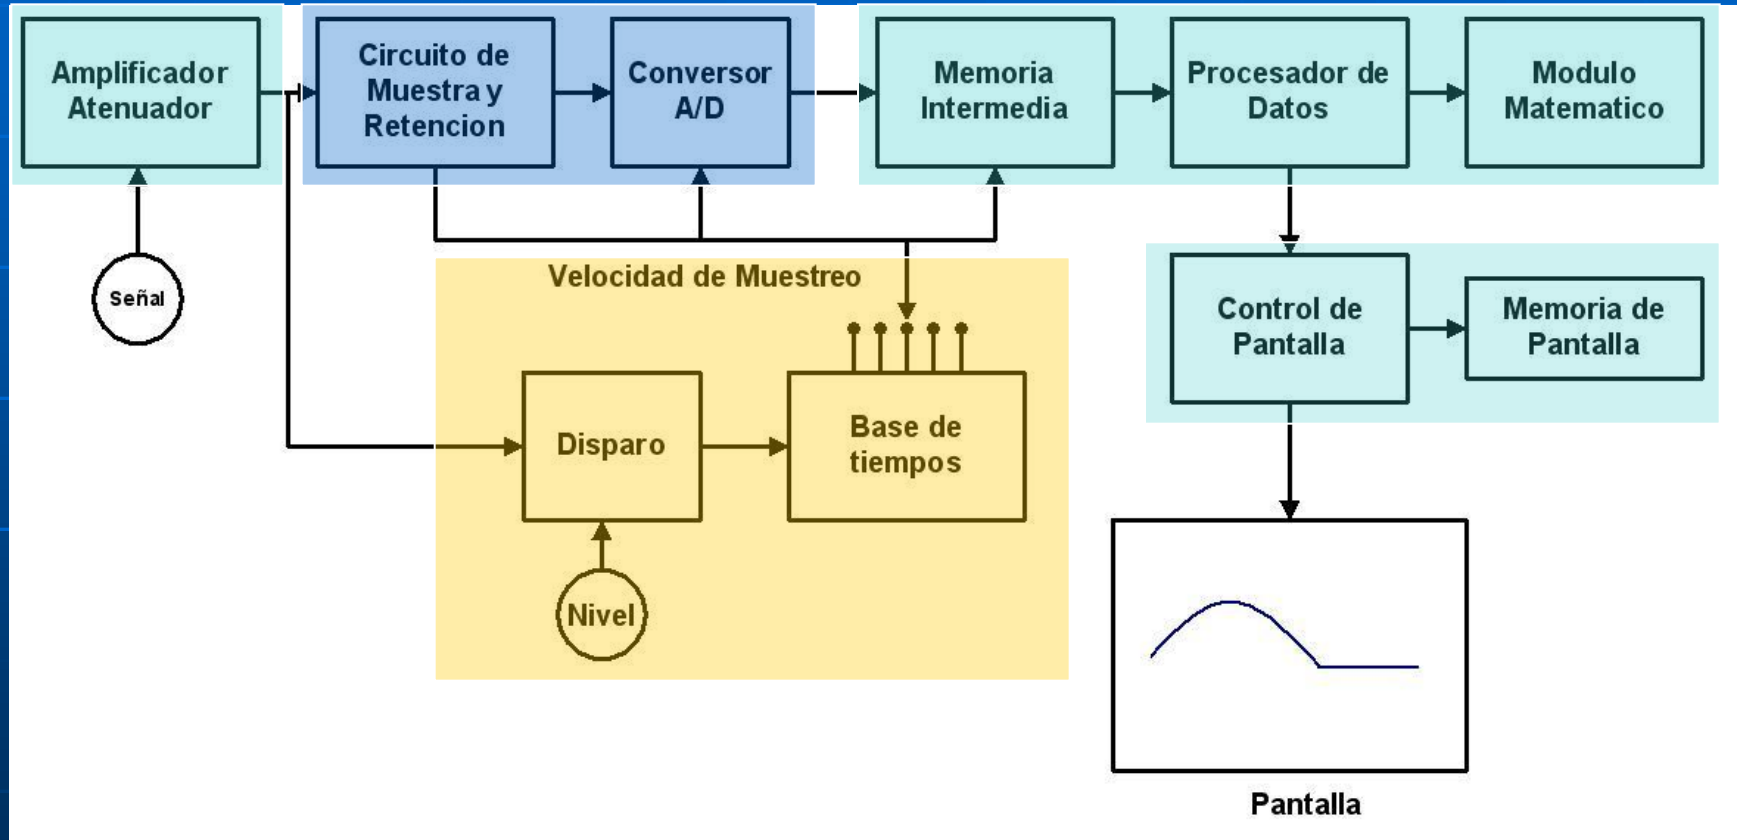 Amplificador
Atenuador
Circuito de
Muestra y
Retencion
Conversor
A/D
Memoria
Intermedia
Procesador de
Datos
Modulo
Matematico
Señal
Velocidad de Muestreo
Control de
Pantalla
Memoria de
Pantalla
Disparo
Base de
tiempos
Nivel
Pantalla